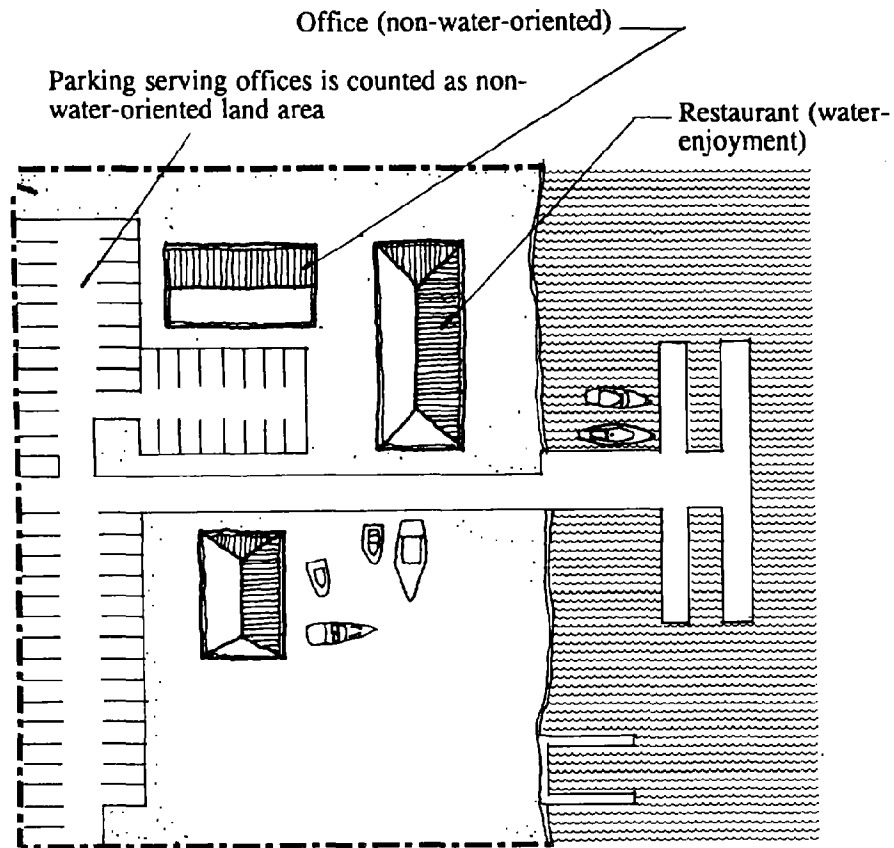 Office (non-water-oriented)
Parking serving offices is counted as non-
water-oriented land area
Restaurant (water-
enjoyment)